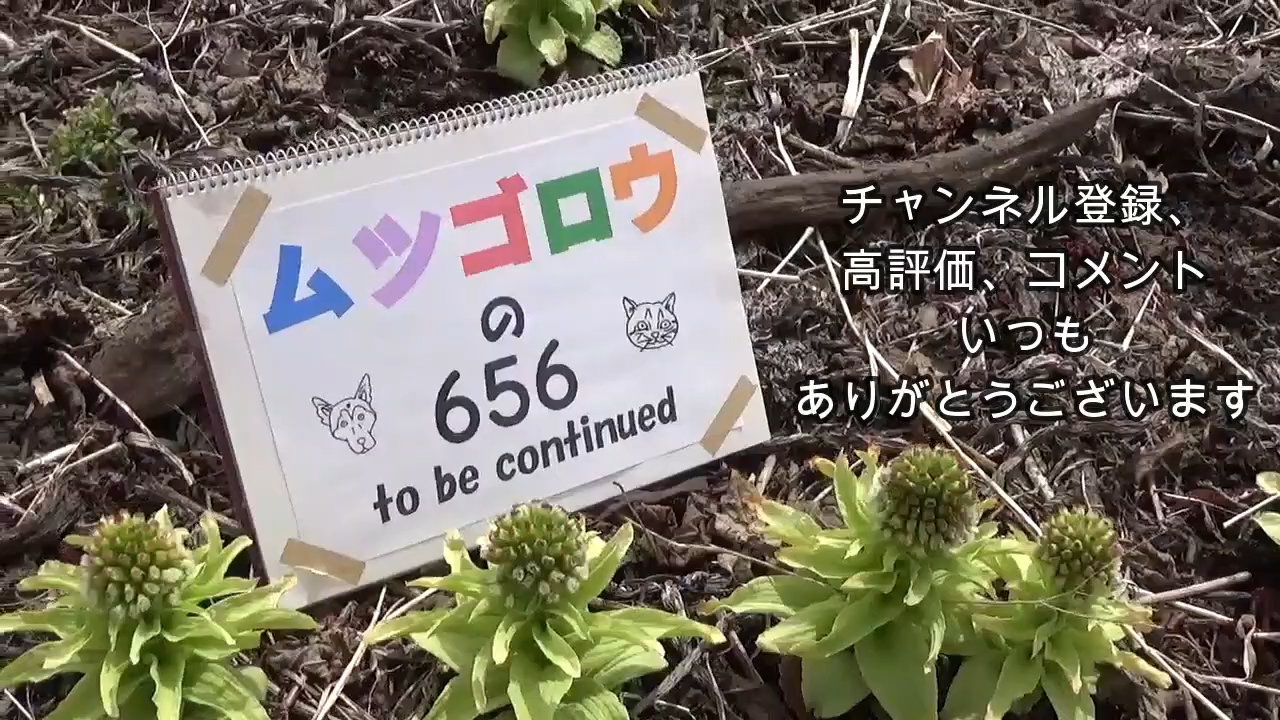 ムツゴロウ
の
656
to be continued
チャンネル登録、
高評価、コメント
いつも
ありがとうございます